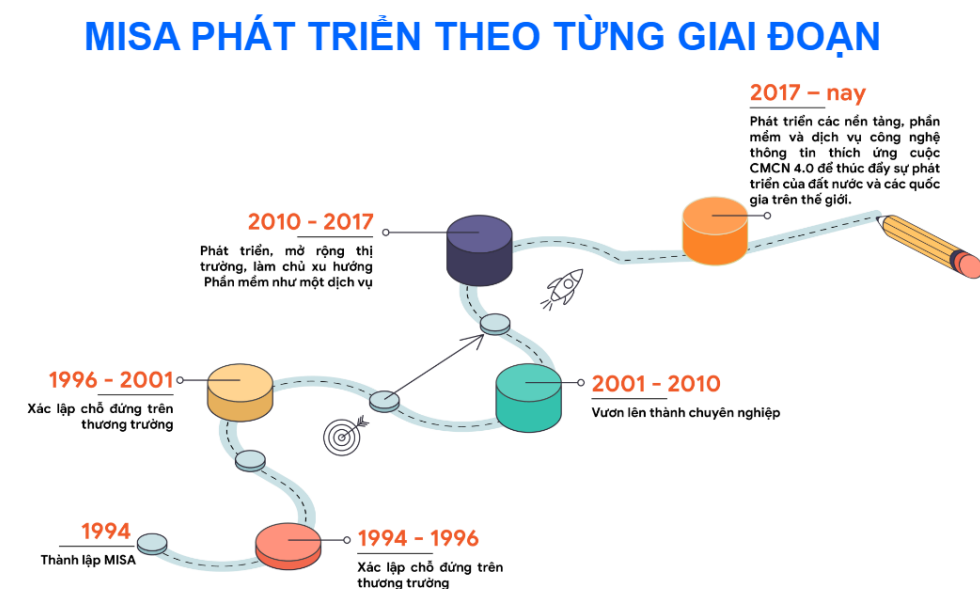 MISA PHÁT TRIỂN THEO TỪNG GIAI ĐOẠN
2017 – nay
Phát triển các nền tảng, phần
mềm và dịch vụ công nghệ
thông tin thích ứng cuộc
CMCN 4.0 để thúc đẩy sự phát
triển của đất nước và các quốc
gia trên thế giới.
2010 - 2017
Phát triển, mở rộng thị
trường, làm chủ xu hướng
Phần mềm như một dịch vụ
1996 - 2001
Xác lập chỗ đứng trên
thương trường
2001 - 2010
Vươn lên thành chuyên nghiệp
1994
Thành lập MISA
1994 - 1996
Xác lập chỗ đứng trên
thương trường